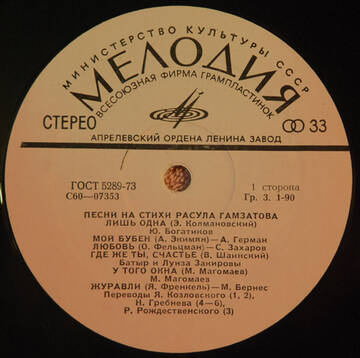 МИНИСТЕРСТВО КУЛЬТУРЫ СССР
МЕЛОДИЯ
ВСЕСОЮЗНАЯ ФИРМА ГРАМПЛАСТИНОК
СТЕРЕО
33
АПРЕЛЕВСКИЙ ОРДЕНА ЛЕНИНА ЗАВОД
ГОСТ 5289-73
С60—07353
1 сторона
Гр. 3. 1-90
ПЕСНИ НА СТИХИ РАСУЛА ГАМЗАТОВА
ЛИШЬ ОДНА (Э. Колмановский)
Ю. Богатиков
МОЙ БУБЕН (А. Экимян)— А. Герман
ЛЮБОВЬ (О. Фельцман)— С. Захаров
ГДЕ ЖЕ ТЫ, СЧАСТЬЕ (В. Шаинский)
Батыр и Луиза Закировы
У ТОГО ОКНА (М. Магомаев)
М. Магомаев
ЖУРАВЛИ (Я. Френкель)— М. Бернес
Переводы Я. Козловского (1, 2),
Н. Гребнева (4—6),
Р. Рождественского (3)